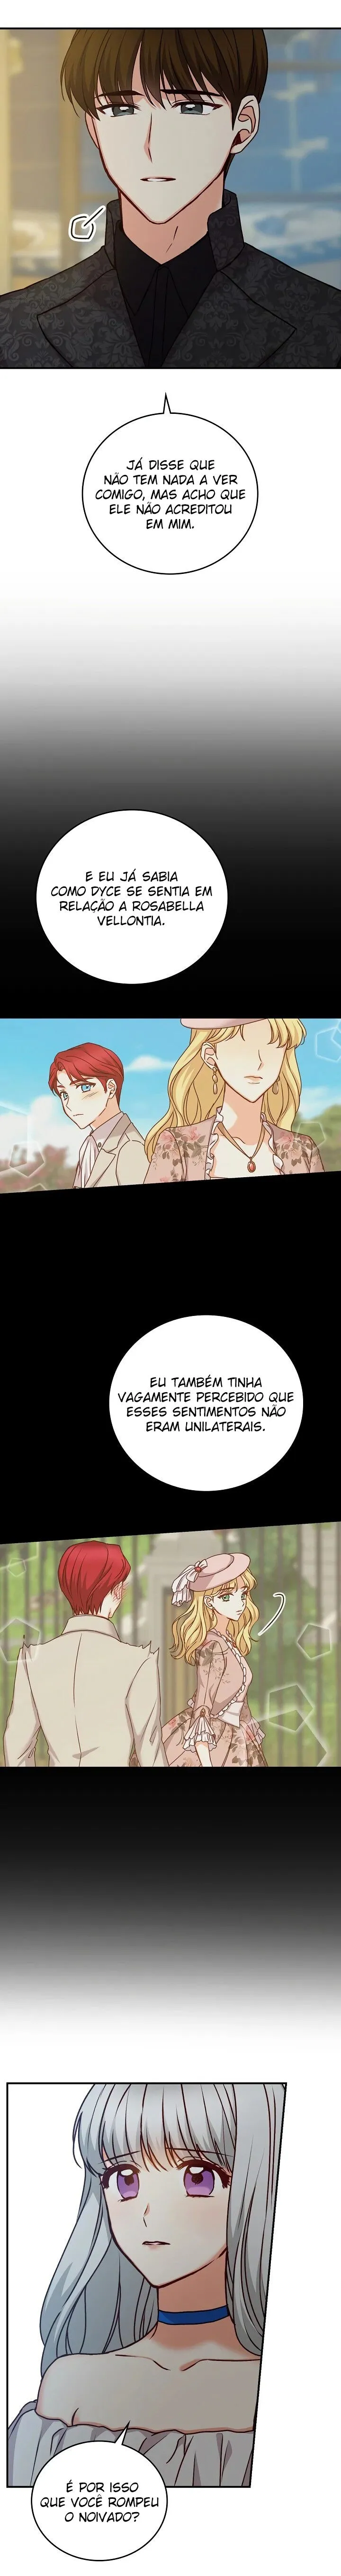 JÁ DISSE QUE
NÃO TEM NADA A VER
COMIGO, MAS ACHO QUE
ELE NÃO ACREDITOU
EM MIM.
E EU JÁ SABIA
COMO DYCE SE SENTIA EM
RELAÇÃO A ROSABELLA
VELLONTIA.
EU TAMBÉM TINHA
VAGAMENTE PERCEBIDO QUE
ESSES SENTIMENTOS NÃO
ERAM UNILATERAIS.
É POR ISSO
QUE VOCÊ ROMPEU
O NOIVADO?